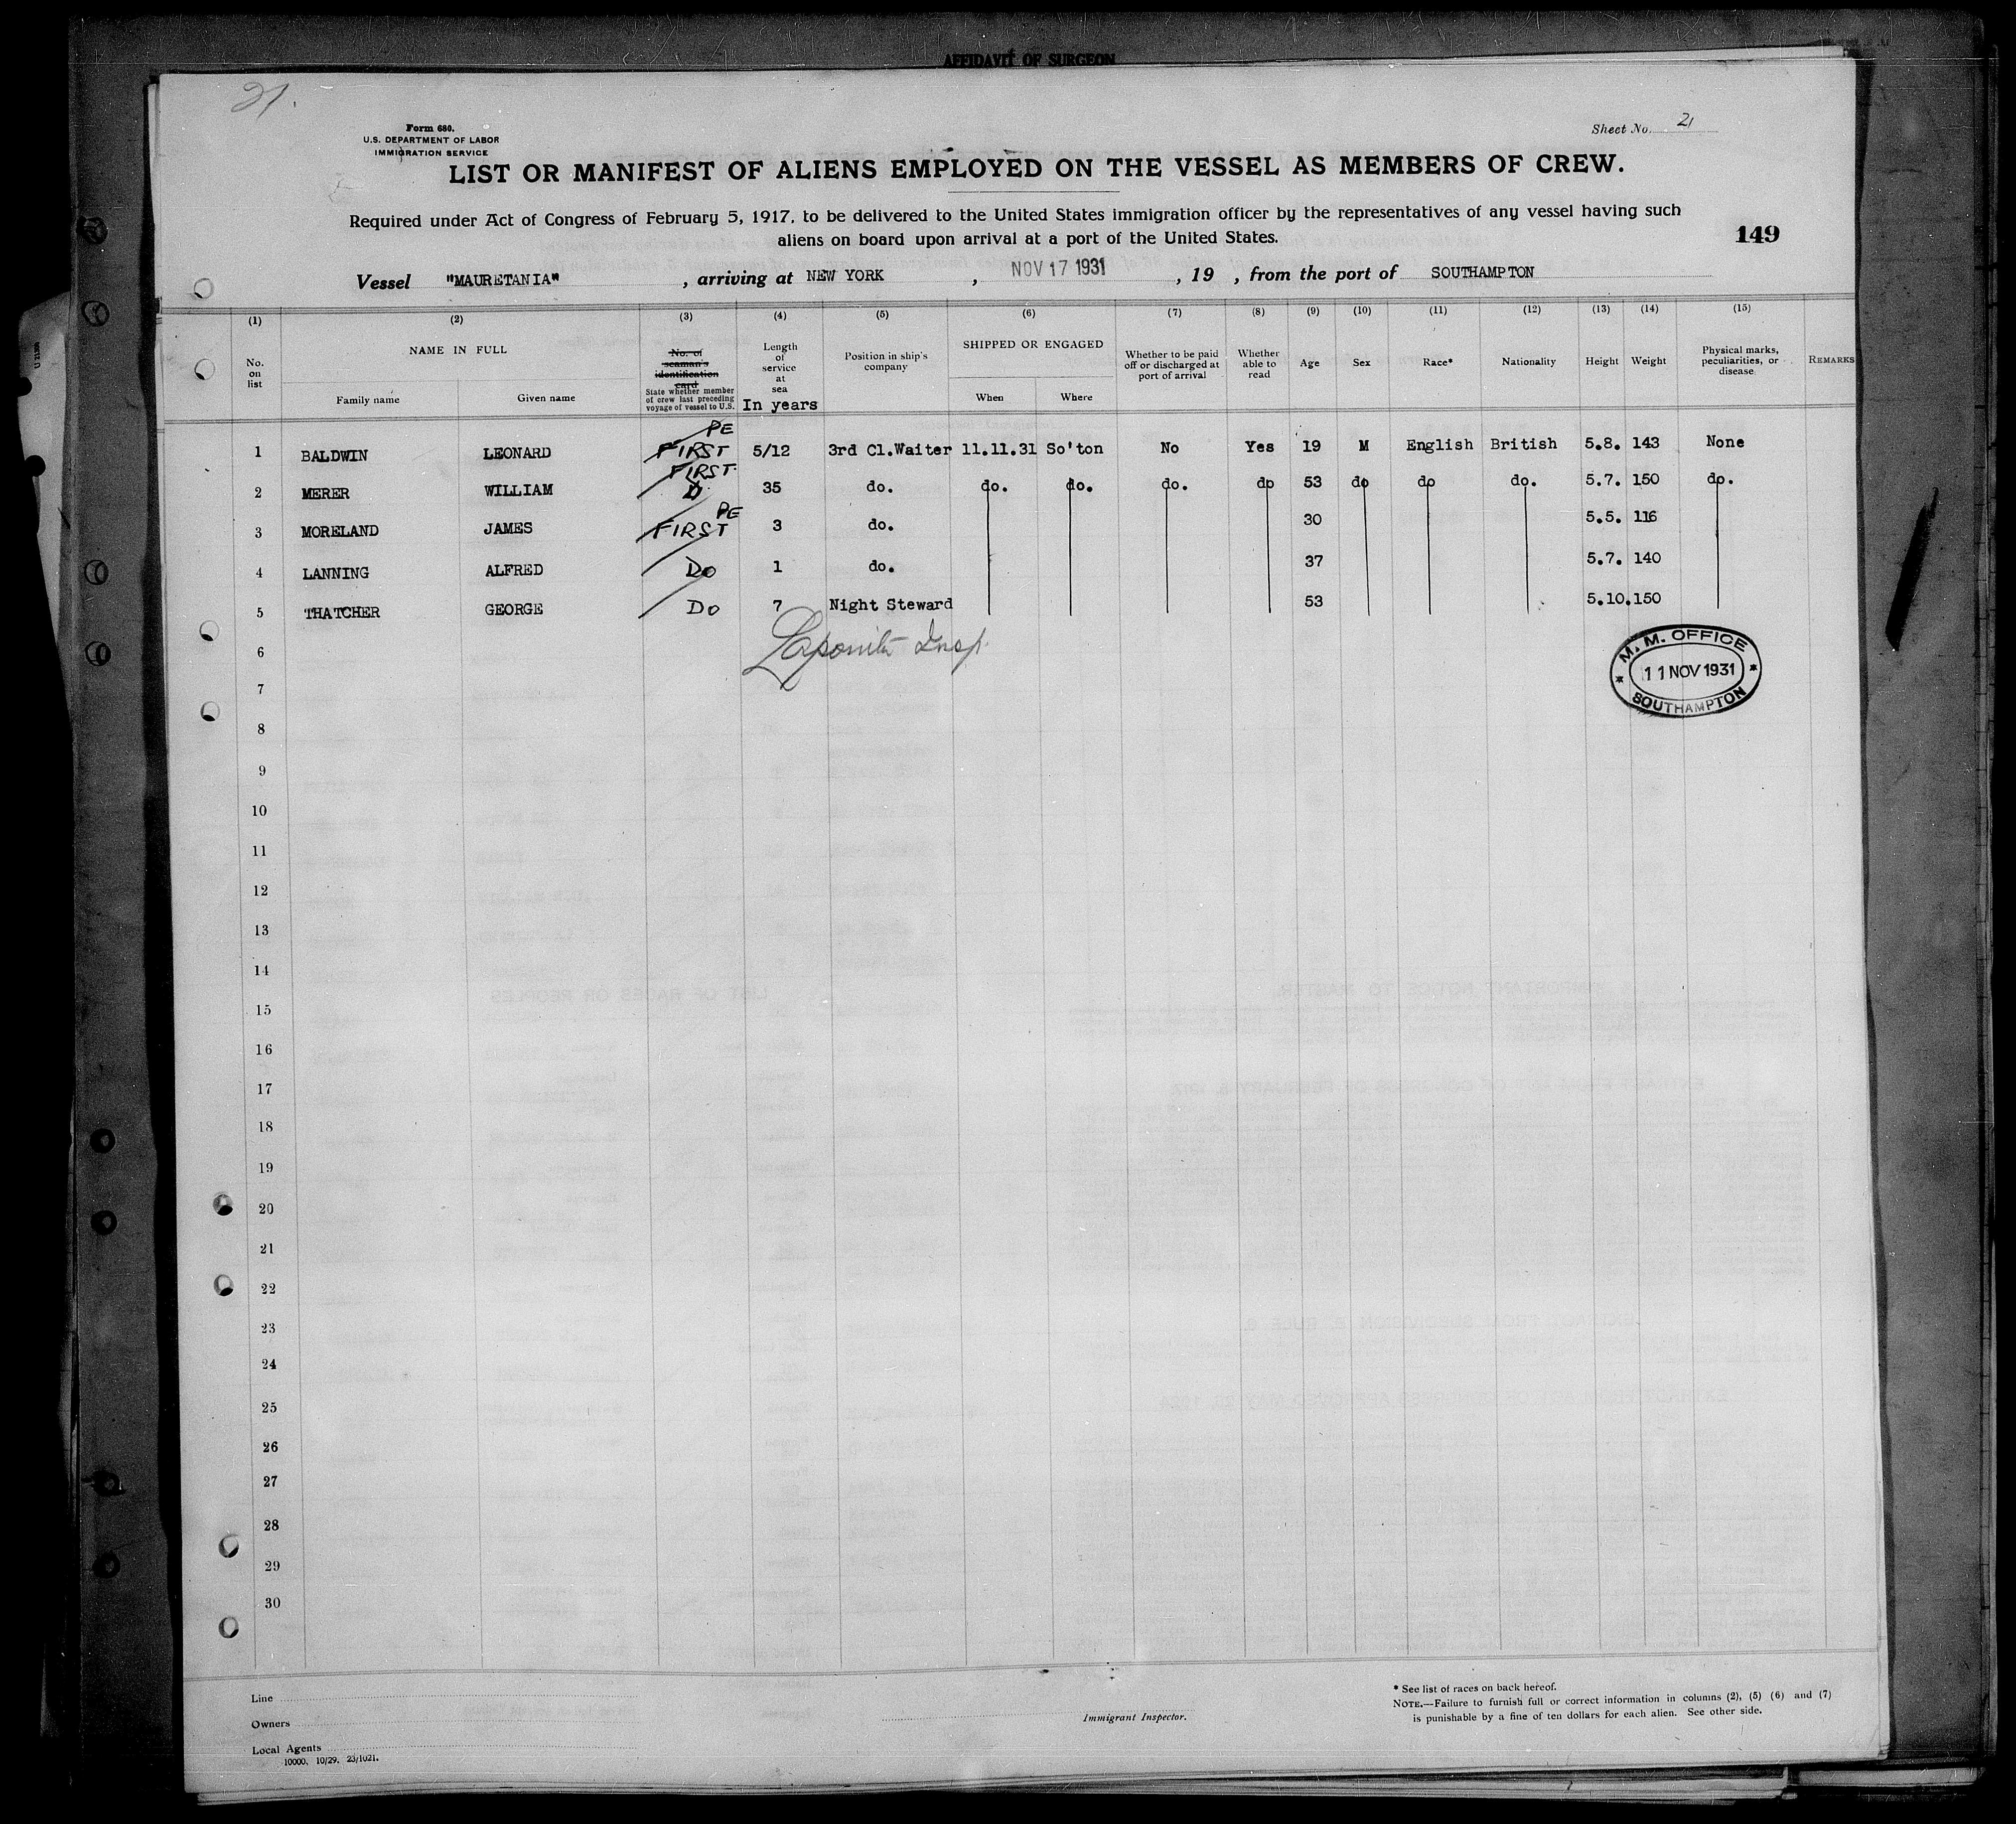 AFFIDAVIT OF SURGEON
21.
Form 680.
U.S. DEPARTMENT OF LABOR
IMMIGRATION SERVICE
Sheet No. 21
LIST OR MANIFEST OF ALIENS EMPLOYED ON THE VESSEL AS MEMBERS OF CREW.
Required under Act of Congress of February 5, 1917, to be delivered to the United States immigration officer by the representatives of any vessel having such
aliens on board upon arrival at a port of the United States.
149
Vessel "MAURETANIA" , arriving at NEW YORK , NOV 17 1931 , 19 , from the port of SOUTHAMPTON
(1) (2) (3) (4) (5) (6) (7) (8) (9) (10) (11) (12) (13) (14) (15)
No. on list
NAME IN FULL
Family name Given name
No. of seaman's identification card
State whether member of crew last preceding voyage of vessel to U.S.
Length of service at sea
In years
Position in ship's company
SHIPPED OR ENGAGED
When Where
Whether to be paid off or discharged at port of arrival
Whether able to read
Age
Sex
Race*
Nationality
Height
Weight
Physical marks, peculiarities, or disease
REMARKS
1 BALDWIN LEONARD PE FIRST 5/12 3rd Cl.Waiter 11.11.31 So'ton No Yes 19 M English British 5.8. 143 None
2 MERER WILLIAM FIRST 35 do. do. do. do. do 53 do do do. 5.7. 150 do.
3 MORELAND JAMES PE FIRST 3 do. 30 5.5. 116
4 LANNING ALFRED Do 1 do. 37 5.7. 140
5 THATCHER GEORGE Do 7 Night Steward 53 5.10. 150
6
Insp.
M. M. OFFICE
* 11 NOV 1931 *
SOUTHAMPTON
7
8
9
10
11
12
13
14
15
16
17
18
19
20
21
22
23
24
25
26
27
28
29
30
Line
Owners
Local Agents
10000. 10/29. 23/1021.
Immigrant Inspector.
* See list of races on back hereof.
NOTE.—Failure to furnish full or correct information in columns (2), (5) (6) and (7)
is punishable by a fine of ten dollars for each alien. See other side.